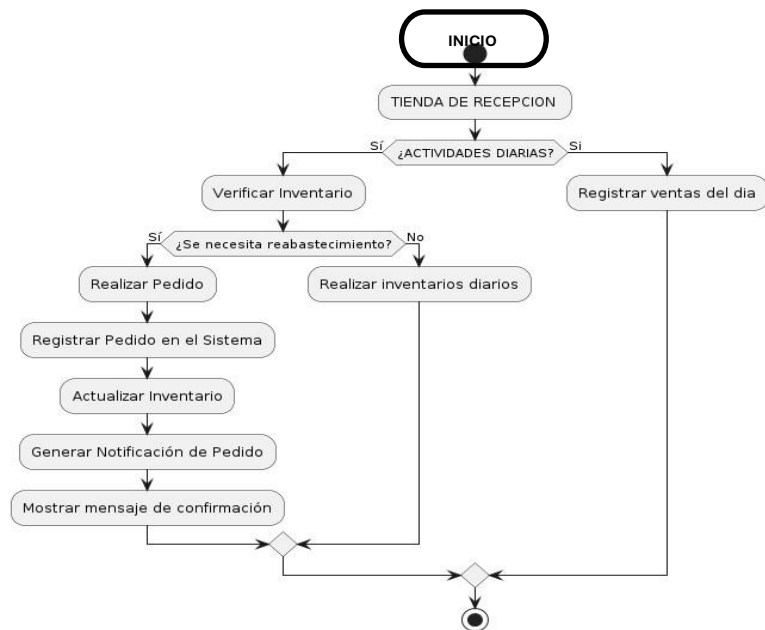 INICIO
TIENDA DE RECEPCION
Sí
¿ACTIVIDADES DIARIAS?
Si
Verificar Inventario
Registrar ventas del dia
Sí
¿Se necesita reabastecimiento?
No
Realizar Pedido
Realizar inventarios diarios
Registrar Pedido en el Sistema
Actualizar Inventario
Generar Notificación de Pedido
Mostrar mensaje de confirmación